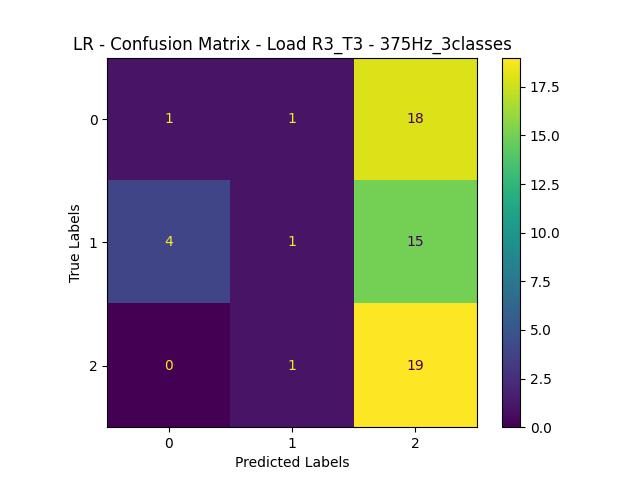 LR - Confusion Matrix - Load R3_T3 - 375Hz_3classes
True Labels
0
1
2
1 1 18
4 1 15
0 1 19
0 1 2
Predicted Labels
17.5
15.0
12.5
10.0
7.5
5.0
2.5
0.0